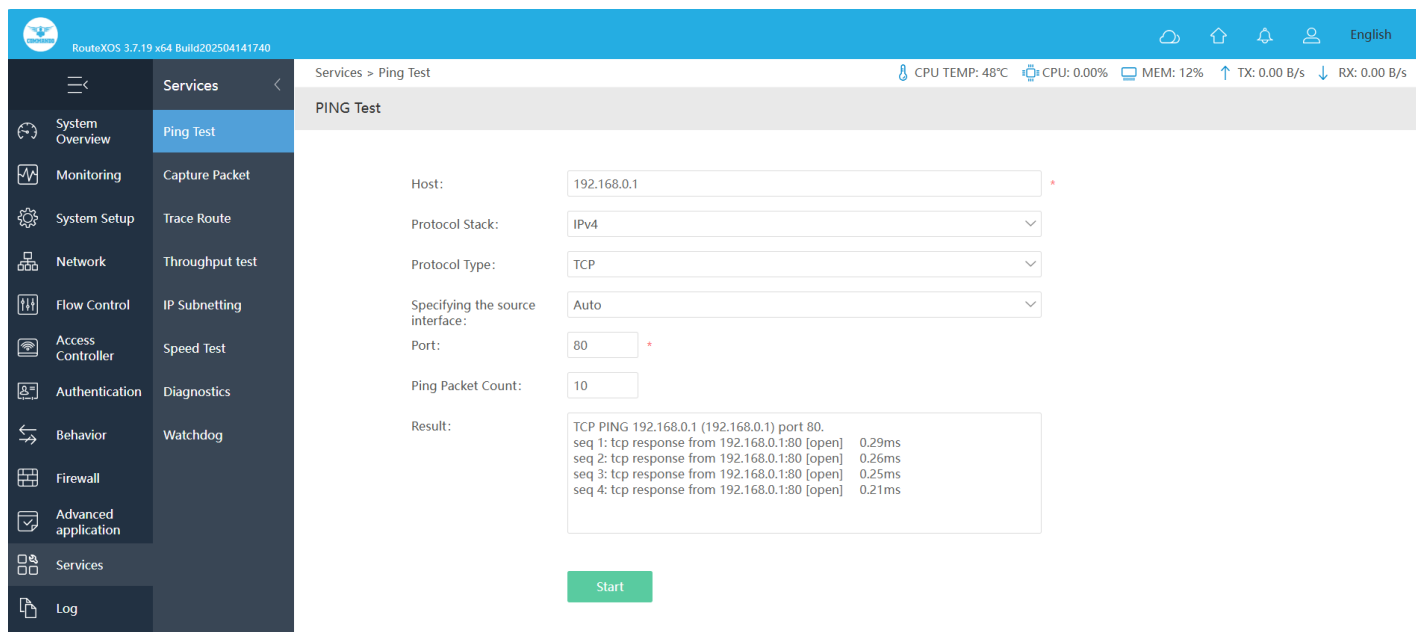 RouteXOS 3.7.19 x64 Build202504141740
English
Services
Services > Ping Test
CPU TEMP: 48℃
CPU: 0.00%
MEM: 12%
TX: 0.00 B/s
RX: 0.00 B/s
PING Test
System
Overview
Monitoring
System Setup
Network
Flow Control
Access
Controller
Authentication
Behavior
Firewall
Advanced
application
Services
Log
Ping Test
Capture Packet
Trace Route
Throughput test
IP Subnetting
Speed Test
Diagnostics
Watchdog
Host: 192.168.0.1 *
Protocol Stack: IPv4
Protocol Type: TCP
Specifying the source
interface: Auto
Port: 80 *
Ping Packet Count: 10
Result:
TCP PING 192.168.0.1 (192.168.0.1) port 80.
seq 1: tcp response from 192.168.0.1:80 [open] 0.29ms
seq 2: tcp response from 192.168.0.1:80 [open] 0.26ms
seq 3: tcp response from 192.168.0.1:80 [open] 0.25ms
seq 4: tcp response from 192.168.0.1:80 [open] 0.21ms
Start